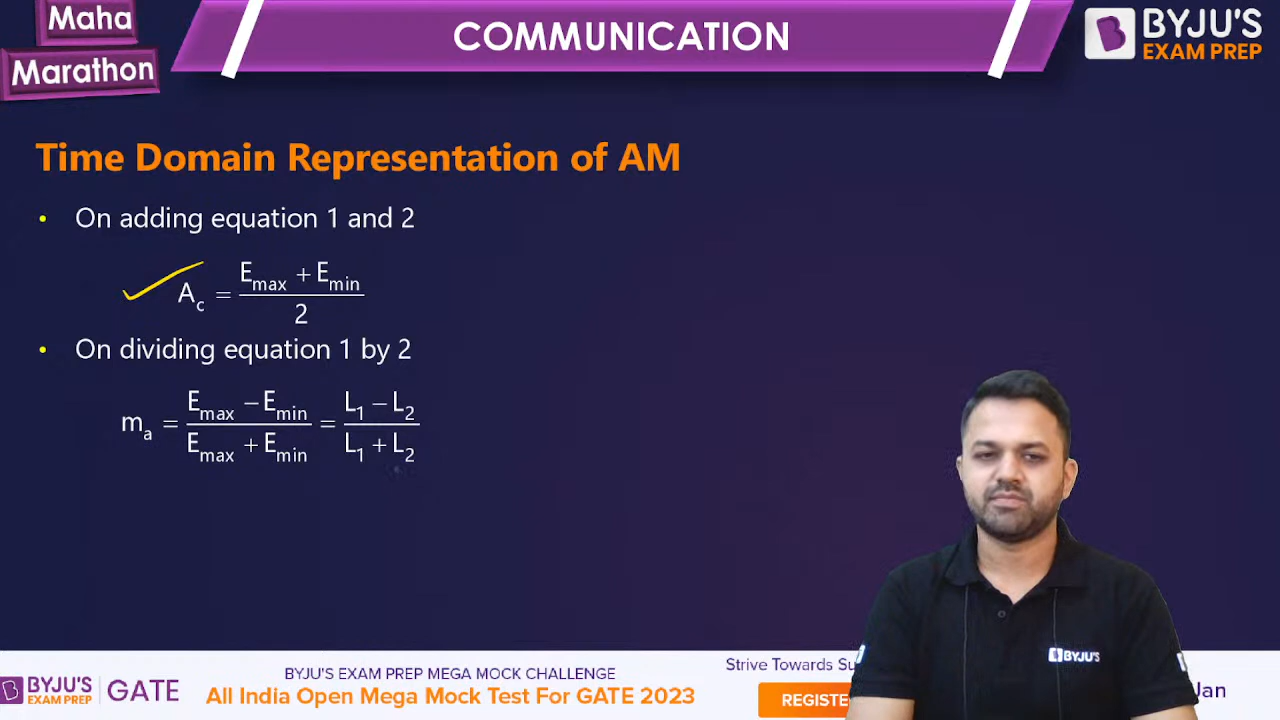 Maha
Marathon
COMMUNICATION
BYJU'S
EXAM PREP
Time Domain Representation of AM
• On adding equation 1 and 2
A_c = (E_max + E_min) / 2
• On dividing equation 1 by 2
m_a = (E_max − E_min) / (E_max + E_min) = (L_1 − L_2) / (L_1 + L_2)
BYJU'S
BYJU'S
EXAM PREP
GATE
BYJU'S EXAM PREP MEGA MOCK CHALLENGE
All India Open Mega Mock Test For GATE 2023
Strive Towards
REGISTE
Jan